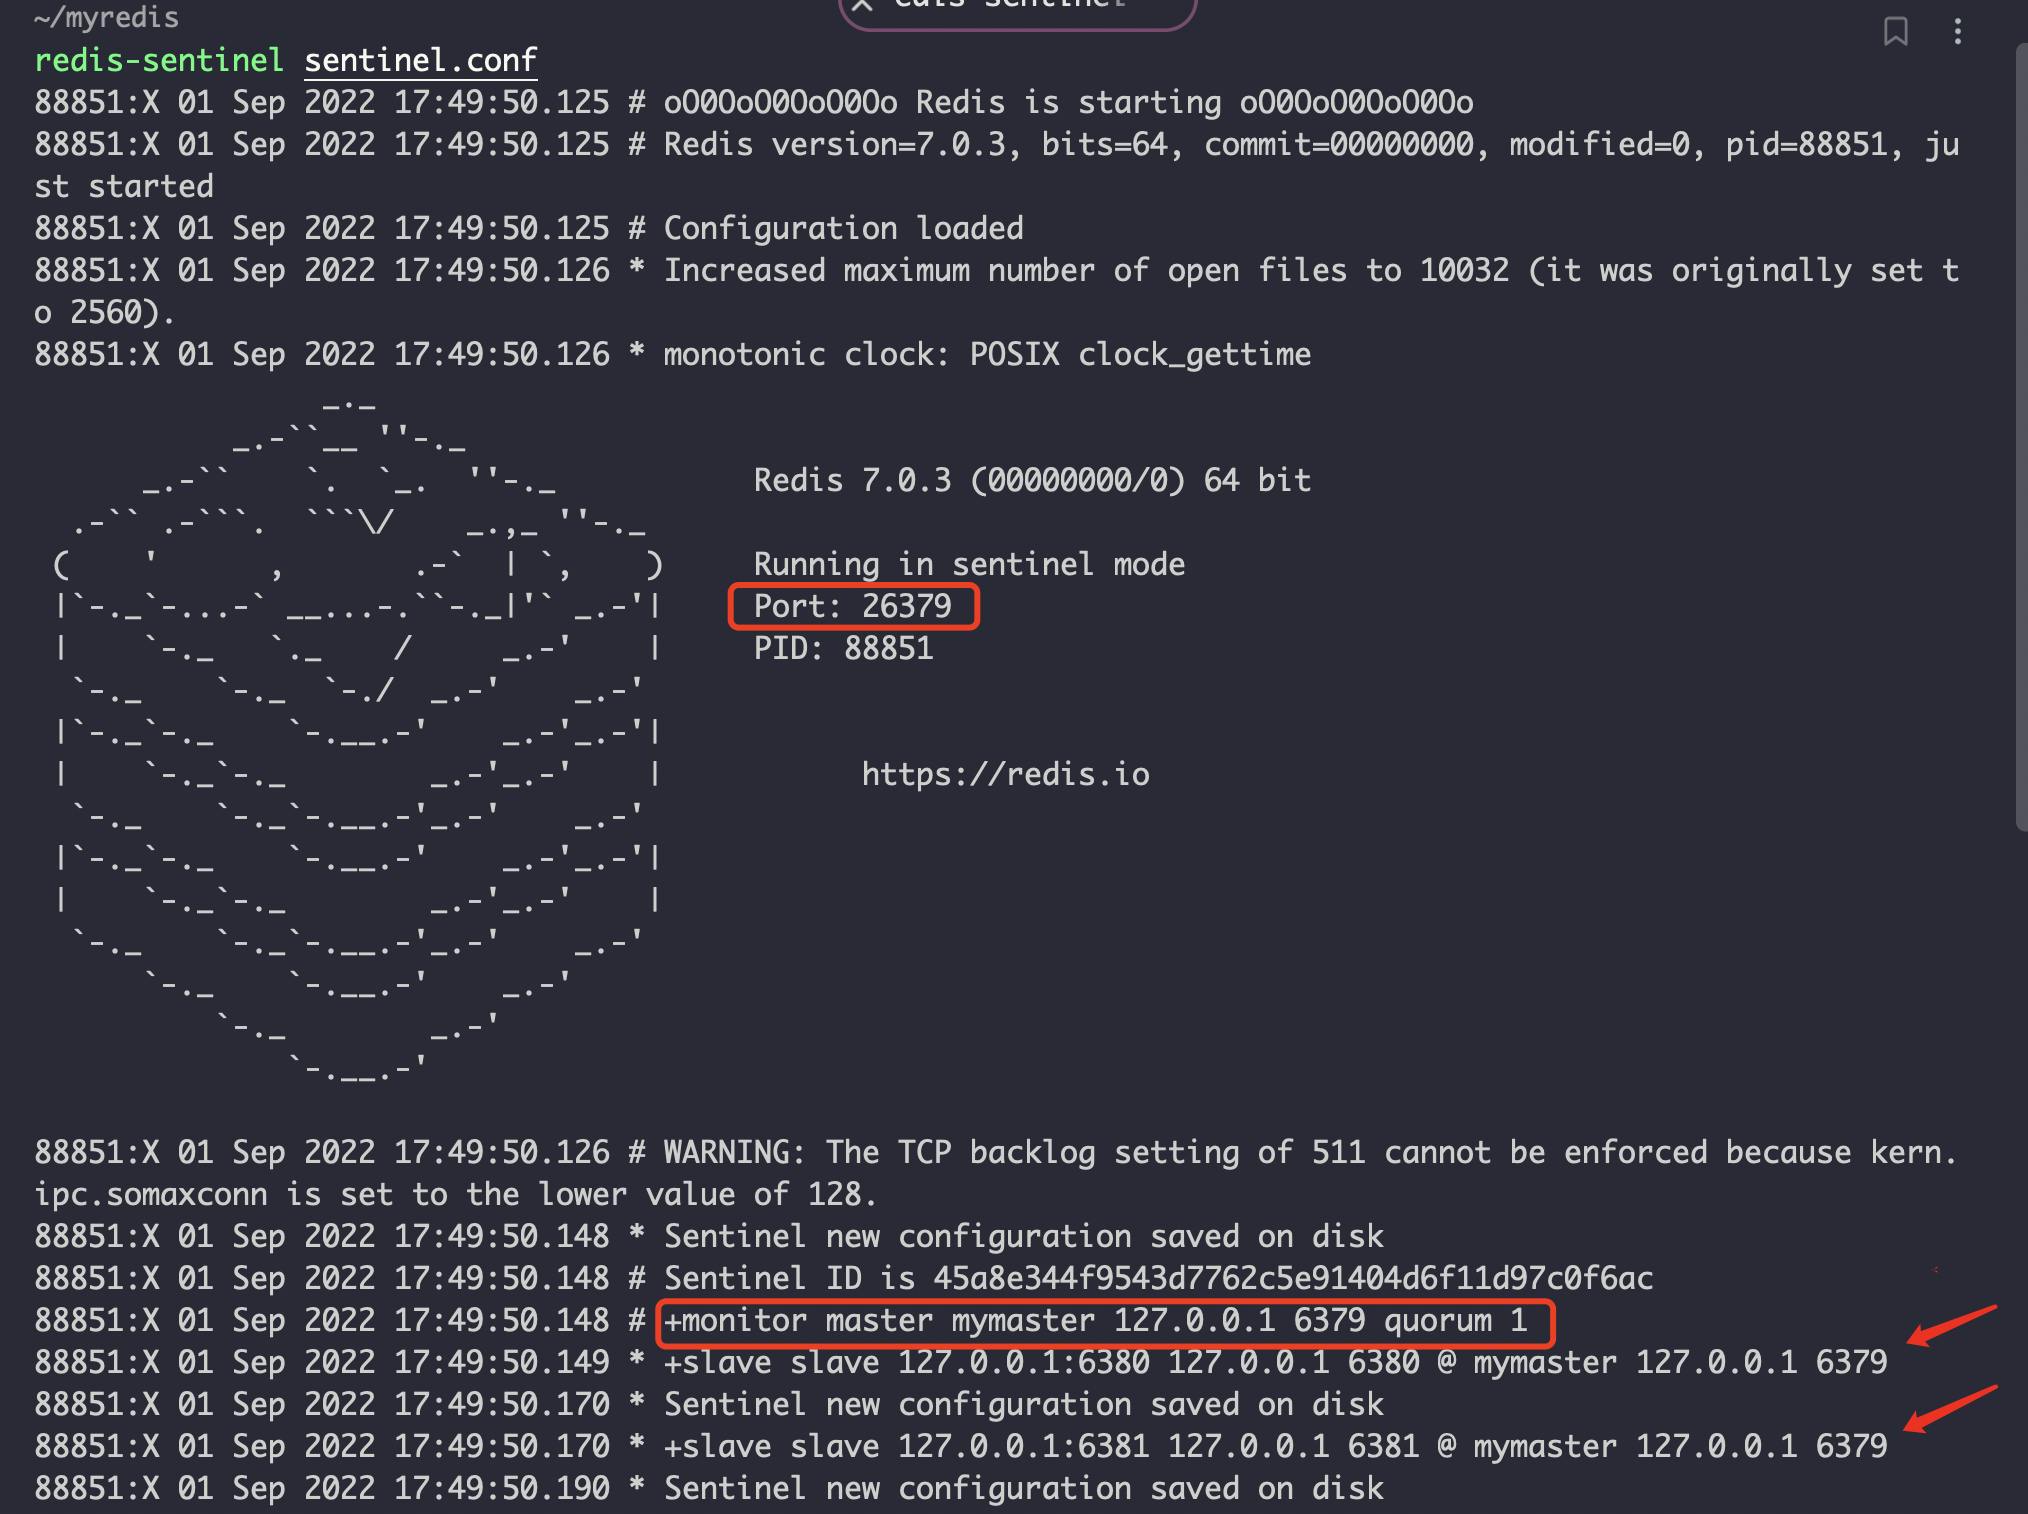 ~/myredis
redis-sentinel sentinel.conf
88851:X 01 Sep 2022 17:49:50.125 # oO0OoO0OoO0Oo Redis is starting oO0OoO0OoO0Oo
88851:X 01 Sep 2022 17:49:50.125 # Redis version=7.0.3, bits=64, commit=00000000, modified=0, pid=88851, ju
st started
88851:X 01 Sep 2022 17:49:50.125 # Configuration loaded
88851:X 01 Sep 2022 17:49:50.126 * Increased maximum number of open files to 10032 (it was originally set t
o 2560).
88851:X 01 Sep 2022 17:49:50.126 * monotonic clock: POSIX clock_gettime
Redis 7.0.3 (00000000/0) 64 bit
Running in sentinel mode
Port: 26379
PID: 88851
https://redis.io
88851:X 01 Sep 2022 17:49:50.126 # WARNING: The TCP backlog setting of 511 cannot be enforced because kern.
ipc.somaxconn is set to the lower value of 128.
88851:X 01 Sep 2022 17:49:50.148 * Sentinel new configuration saved on disk
88851:X 01 Sep 2022 17:49:50.148 # Sentinel ID is 45a8e344f9543d7762c5e91404d6f11d97c0f6ac
88851:X 01 Sep 2022 17:49:50.148 # +monitor master mymaster 127.0.0.1 6379 quorum 1
88851:X 01 Sep 2022 17:49:50.149 * +slave slave 127.0.0.1:6380 127.0.0.1 6380 @ mymaster 127.0.0.1 6379
88851:X 01 Sep 2022 17:49:50.170 * Sentinel new configuration saved on disk
88851:X 01 Sep 2022 17:49:50.170 * +slave slave 127.0.0.1:6381 127.0.0.1 6381 @ mymaster 127.0.0.1 6379
88851:X 01 Sep 2022 17:49:50.190 * Sentinel new configuration saved on disk